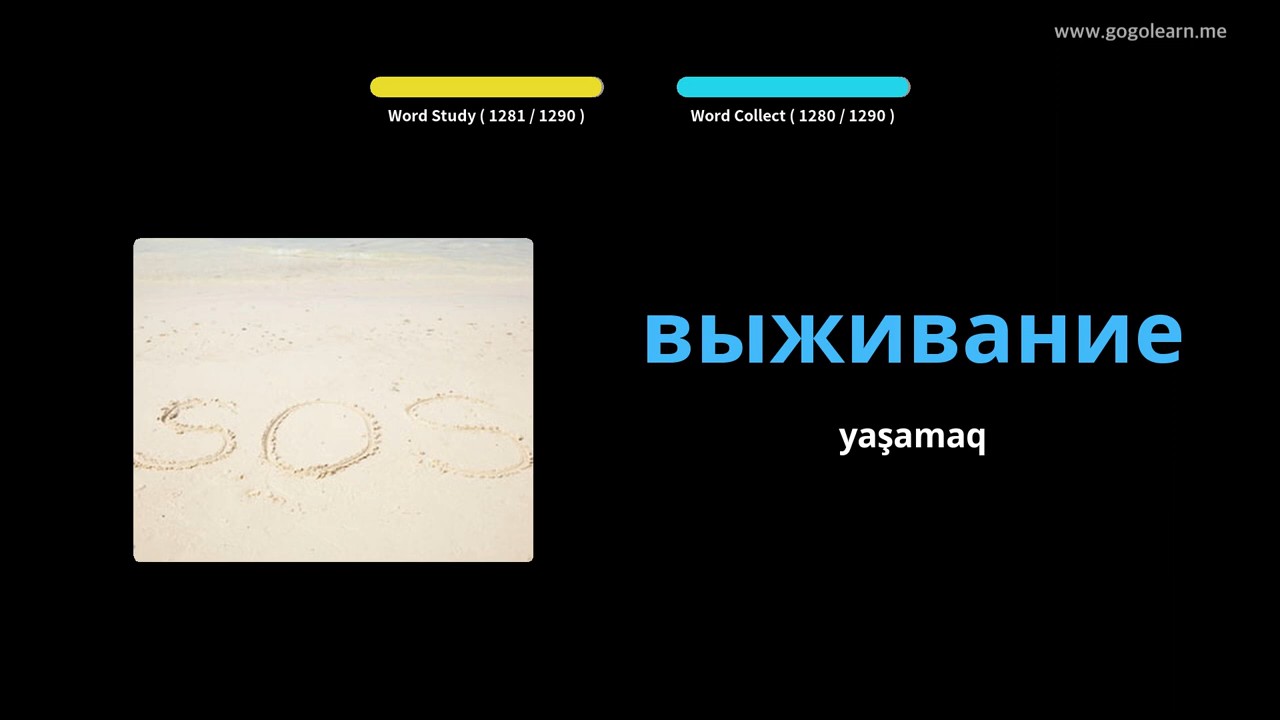 www.gogolearn.me
Word Study ( 1281 / 1290 )
Word Collect ( 1280 / 1290 )
SOS
выживание
yaşamaq